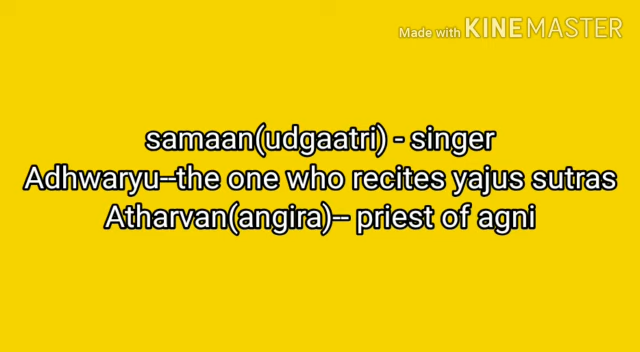 Made with KINEMASTER
samaan(udgaatri) - singer
Adhwaryu--the one who recites yajus sutras
Atharvan(angira)-- priest of agni